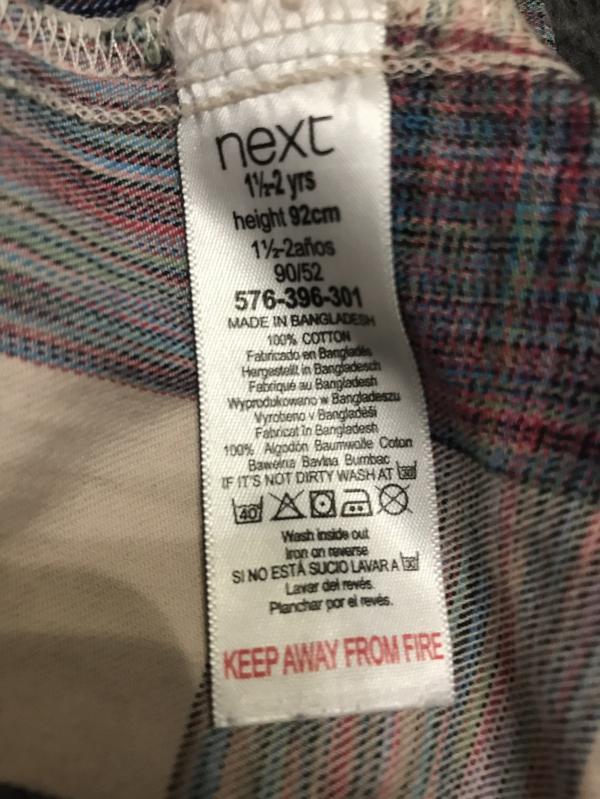 next
1½-2 yrs
height 92cm
1½-2años
90/52
576-396-301
MADE IN BANGLADESH
100% COTTON
Fabricado en Bangladés
Hergestellt in Bangladesch
Fabriqué au Bangladesh
Wyprodukowano w Bangladeszu
Vyrobeno v Bangladéši
Fabricat în Bangladesh
100% Algodón Baumwolle Coton
Bawełna Bavlna Bumbac
IF IT'S NOT DIRTY WASH AT 30
40
Wash inside out
Iron on reverse
SI NO ESTÁ SUCIO LAVAR A 30
Lavar del revés.
Planchar por el revés.
KEEP AWAY FROM FIRE